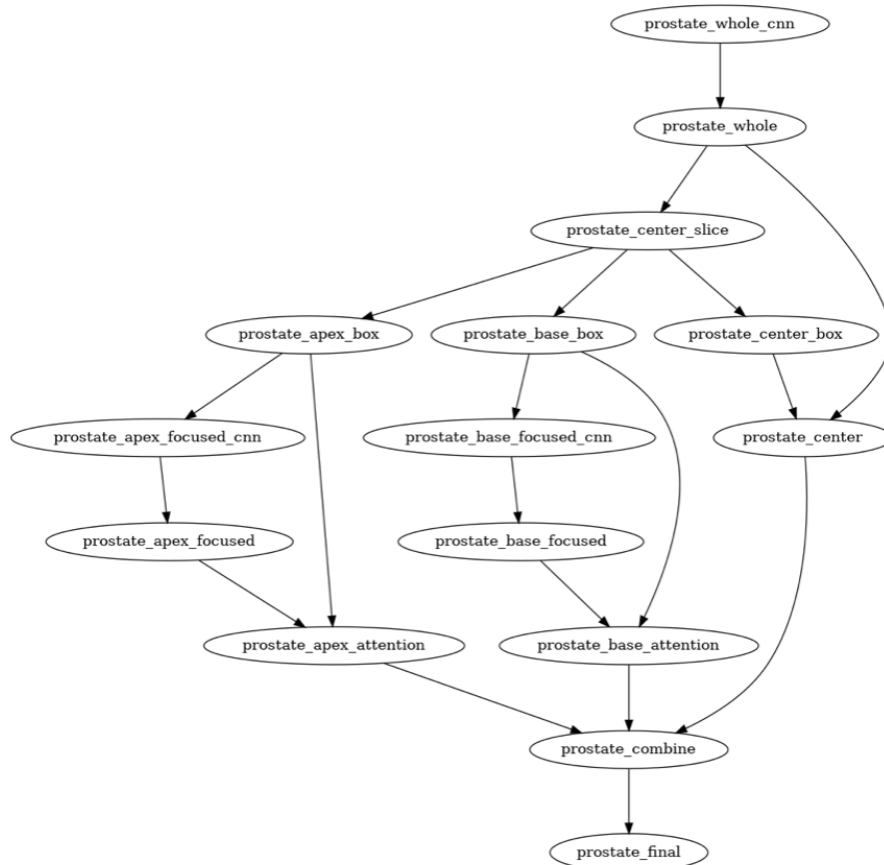 prostate_whole_cnn
prostate_whole
prostate_center_slice
prostate_apex_box
prostate_base_box
prostate_center_box
prostate_apex_focused_cnn
prostate_base_focused_cnn
prostate_center
prostate_apex_focused
prostate_base_focused
prostate_apex_attention
prostate_base_attention
prostate_combine
prostate_final